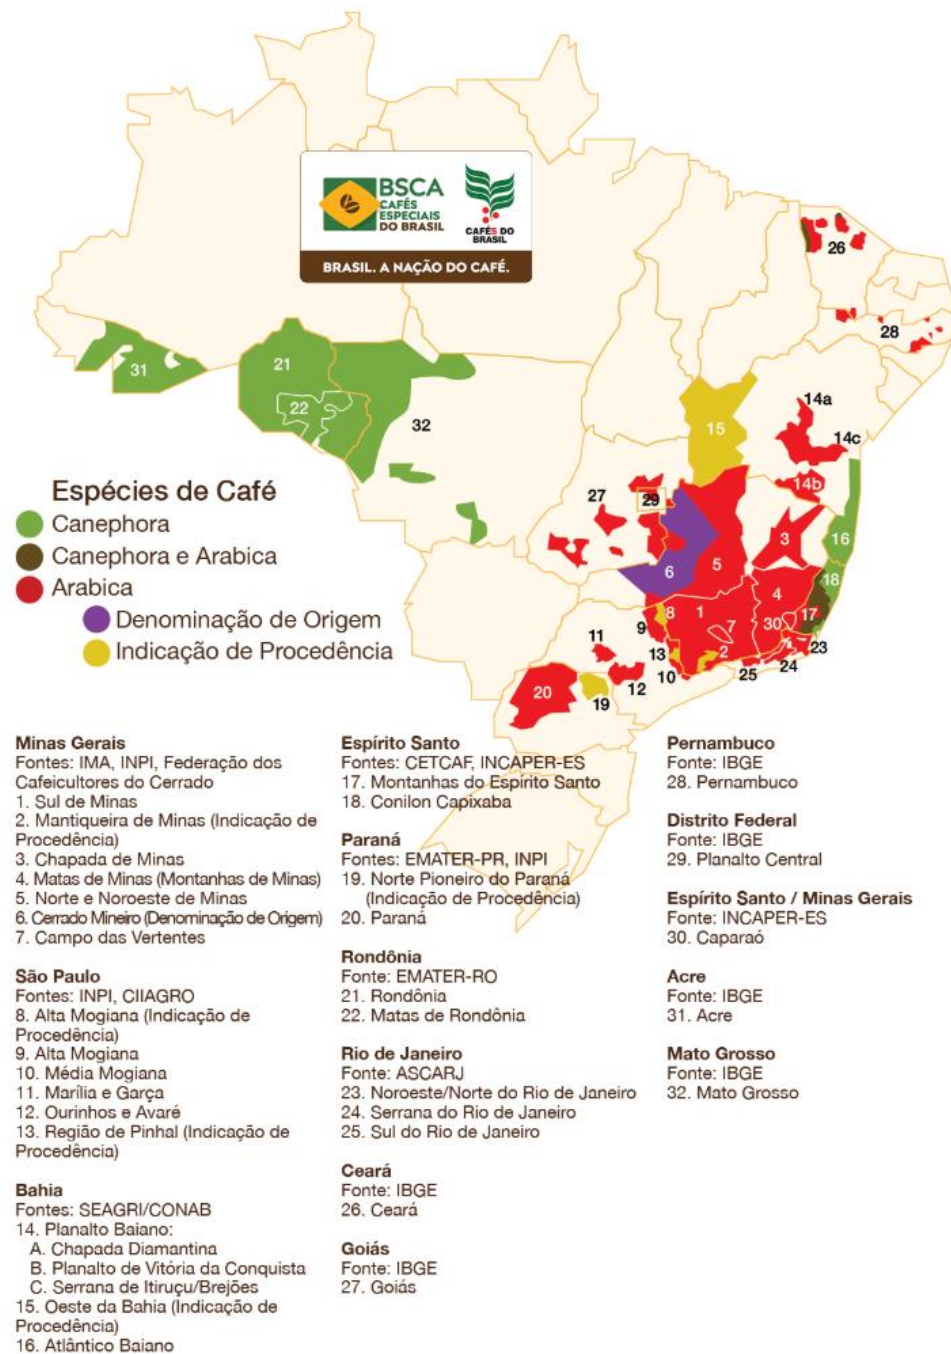 BSCA
CAFÉS
ESPECIAIS
DO BRASIL
CAFÉS DO
BRASIL
BRASIL. A NAÇÃO DO CAFÉ.
26
28
31
21
22
32
15
14a
14c
14b
27
29
3
16
6
5
18
4
8
1
17
9
7
30
11
13
2
23
24
20
12
10
25
19
Espécies de Café
Canephora
Canephora e Arabica
Arabica
Denominação de Origem
Indicação de Procedência
Minas Gerais
Fontes: IMA, INPI, Federação dos
Cafeicultores do Cerrado
1. Sul de Minas
2. Mantiqueira de Minas (Indicação de
Procedência)
3. Chapada de Minas
4. Matas de Minas (Montanhas de Minas)
5. Norte e Noroeste de Minas
6. Cerrado Mineiro (Denominação de Origem)
7. Campo das Vertentes
São Paulo
Fontes: INPI, CIIAGRO
8. Alta Mogiana (Indicação de
Procedência)
9. Alta Mogiana
10. Média Mogiana
11. Marília e Garça
12. Ourinhos e Avaré
13. Região de Pinhal (Indicação de
Procedência)
Bahia
Fontes: SEAGRI/CONAB
14. Planalto Baiano:
A. Chapada Diamantina
B. Planalto de Vitória da Conquista
C. Serrana de Itiruçu/Brejões
15. Oeste da Bahia (Indicação de
Procedência)
16. Atlântico Baiano
Espírito Santo
Fontes: CETCAF, INCAPER-ES
17. Montanhas do Espírito Santo
18. Conilon Capixaba
Paraná
Fontes: EMATER-PR, INPI
19. Norte Pioneiro do Paraná
(Indicação de Procedência)
20. Paraná
Rondônia
Fonte: EMATER-RO
21. Rondônia
22. Matas de Rondônia
Rio de Janeiro
Fonte: ASCARJ
23. Noroeste/Norte do Rio de Janeiro
24. Serrana do Rio de Janeiro
25. Sul do Rio de Janeiro
Ceará
Fonte: IBGE
26. Ceará
Goiás
Fonte: IBGE
27. Goiás
Pernambuco
Fonte: IBGE
28. Pernambuco
Distrito Federal
Fonte: IBGE
29. Planalto Central
Espírito Santo / Minas Gerais
Fonte: INCAPER-ES
30. Caparaó
Acre
Fonte: IBGE
31. Acre
Mato Grosso
Fonte: IBGE
32. Mato Grosso